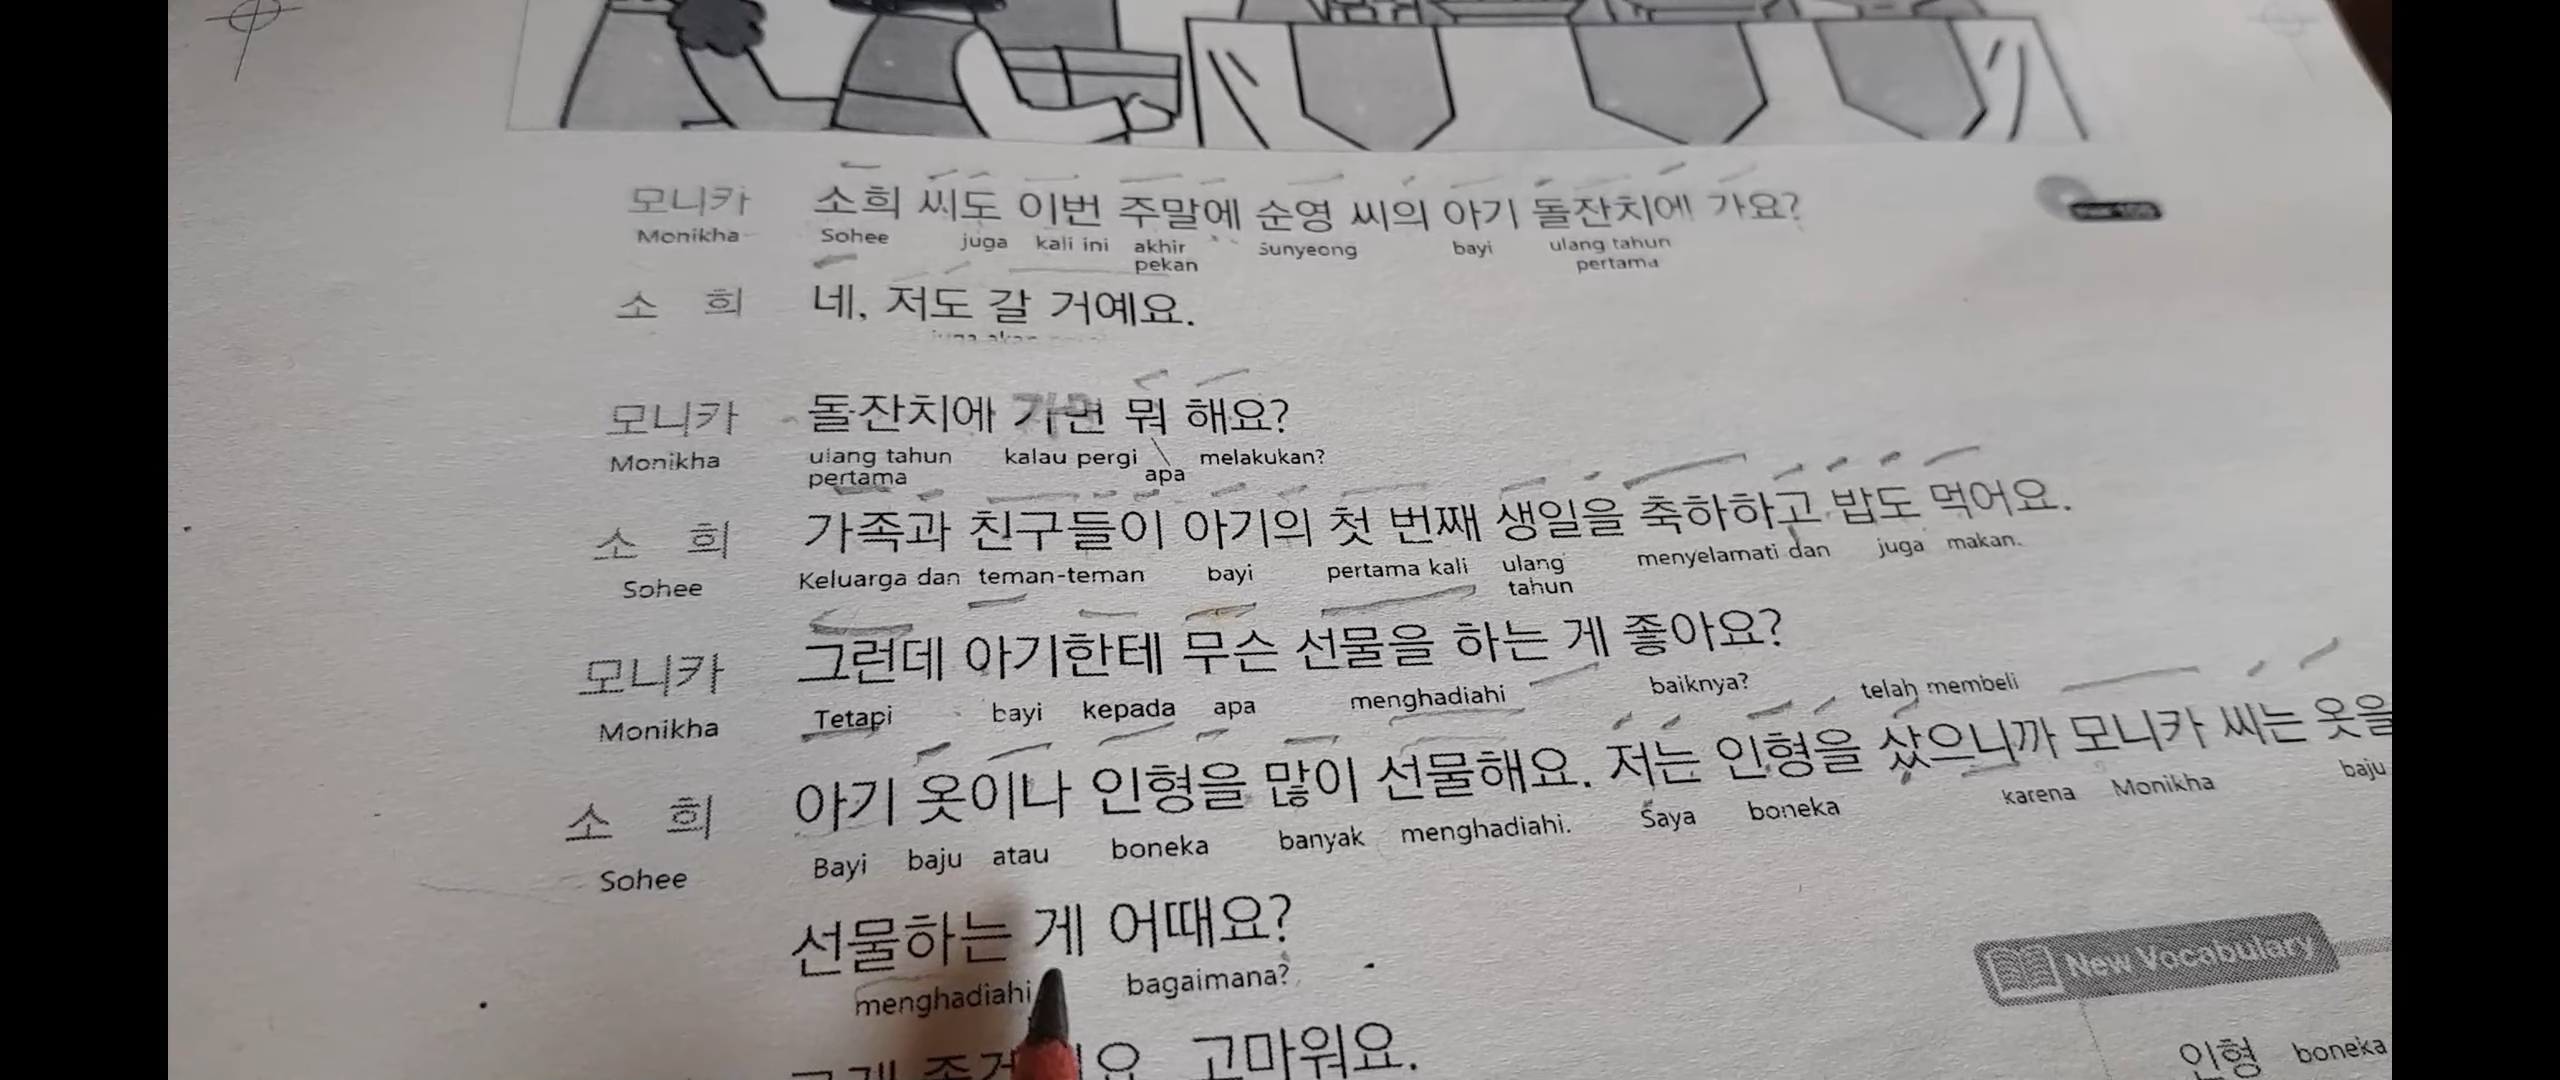 모니카 소희 씨도 이번 주말에 순영 씨의 아기 돌잔치에 가요?
Monikha Sohee juga kali ini akhir pekan Sunyeong bayi ulang tahun pertama
소 희 네, 저도 갈 거예요.
juga akan
모니카 돌잔치에 가면 뭐 해요?
Monikha ulang tahun pertama kalau pergi apa melakukan?
소 희 가족과 친구들이 아기의 첫 번째 생일을 축하하고 밥도 먹어요.
Sohee Keluarga dan teman-teman bayi pertama kali ulang tahun menyelamati dan juga makan.
모니카 그런데 아기한테 무슨 선물을 하는 게 좋아요?
Monikha Tetapi bayi kepada apa menghadiahi baiknya?
telah membeli
소 희 아기 옷이나 인형을 많이 선물해요. 저는 인형을 샀으니까 모니카 씨는 옷을
Sohee Bayi baju atau boneka banyak menghadiahi. Saya boneka karena Monikha baju
선물하는 게 어때요?
menghadiahi bagaimana?
고마워요.
New Vocabulary
인형 boneka